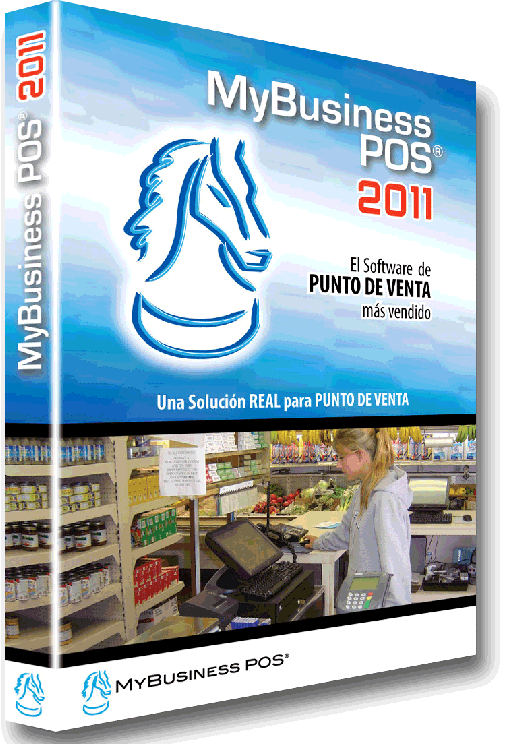 MyBusiness POS® 2011
MyBusiness
POS®
2011
El Software de
PUNTO DE VENTA
más vendido
Una Solución REAL para PUNTO DE VENTA
MyBusiness POS®